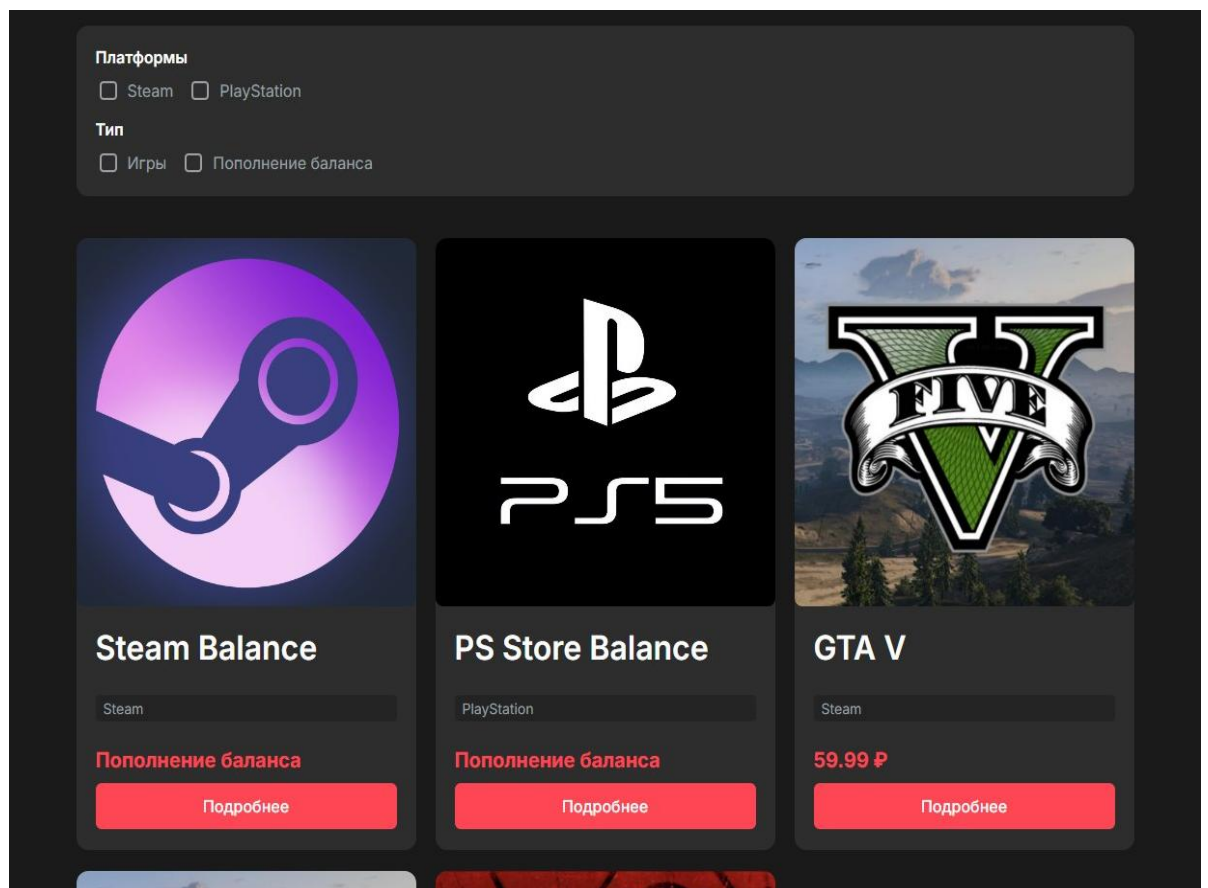 Платформы
Steam PlayStation
Тип
Игры Пополнение баланса
PS5
FIVE
Steam Balance
PS Store Balance
GTA V
Steam
PlayStation
Steam
Пополнение баланса
Пополнение баланса
59.99 ₽
Подробнее
Подробнее
Подробнее